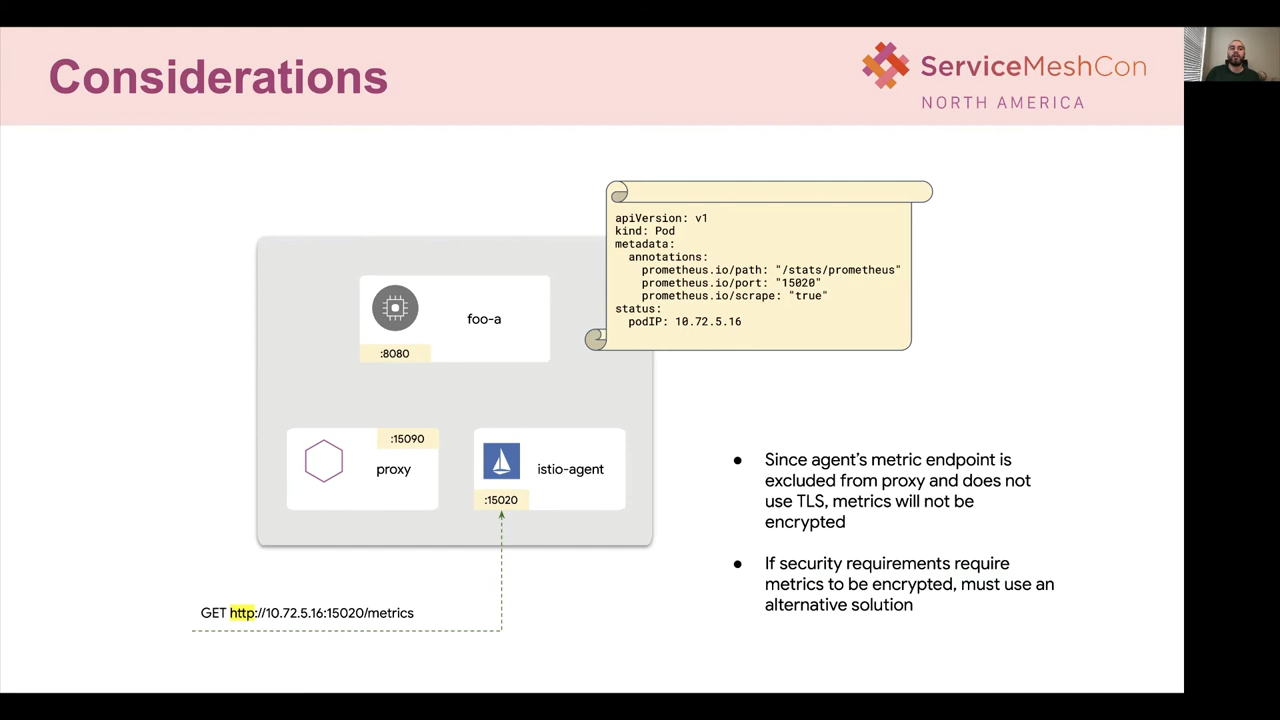 Considerations
ServiceMeshCon
NORTH AMERICA
apiVersion: v1
kind: Pod
metadata:
  annotations:
    prometheus.io/path: "/stats/prometheus"
    prometheus.io/port: "15020"
    prometheus.io/scrape: "true"
status:
  podIP: 10.72.5.16
foo-a
:8080
:15090
proxy
istio-agent
:15020
GET http://10.72.5.16:15020/metrics
● Since agent's metric endpoint is
excluded from proxy and does not
use TLS, metrics will not be
encrypted
● If security requirements require
metrics to be encrypted, must use an
alternative solution